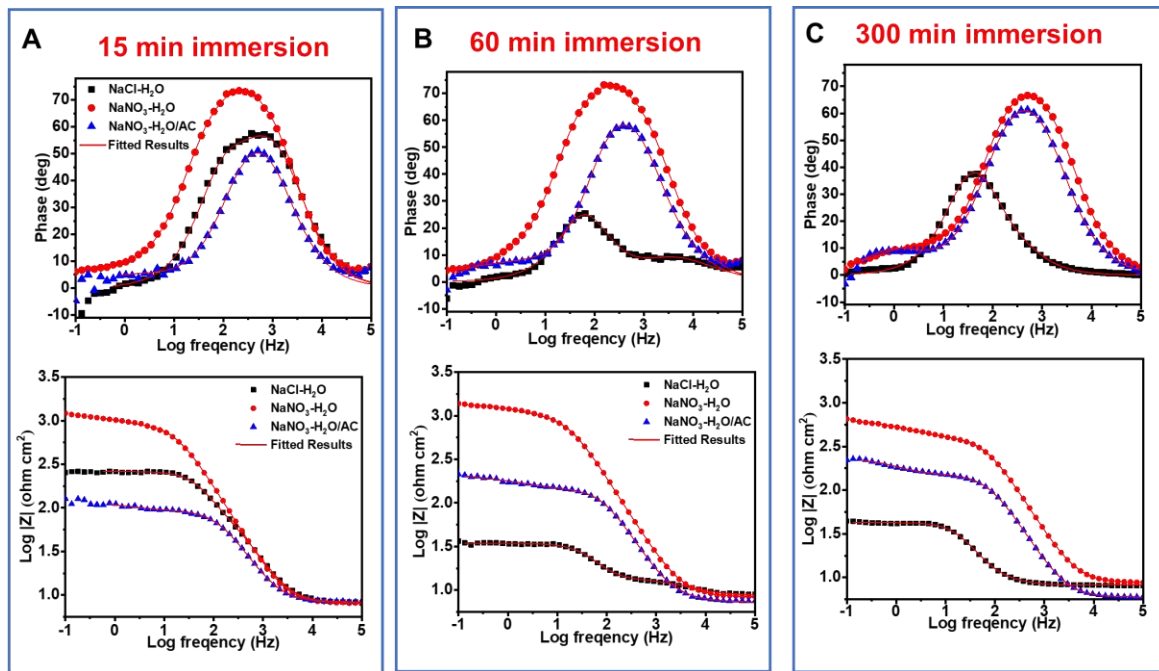 A
15 min immersion
Phase (deg)
70
60
50
40
30
20
10
0
-10
NaCl-H₂O
NaNO₃-H₂O
NaNO₃-H₂O/AC
Fitted Results
-1 0 1 2 3 4 5
Log freqency (Hz)
Log |Z| (ohm cm²)
3.5
3.0
2.5
2.0
1.5
1.0
NaCl-H₂O
NaNO₃-H₂O
NaNO₃-H₂O/AC
Fitted Results
-1 0 1 2 3 4 5
Log freqency (Hz)
B
60 min immersion
Phase (deg)
70
60
50
40
30
20
10
0
-10
-1 0 1 2 3 4 5
Log freqency (Hz)
Log |Z| (ohm cm²)
3.5
3.0
2.5
2.0
1.5
1.0
NaCl-H₂O
NaNO₃-H₂O
NaNO₃-H₂O/AC
Fitted Results
-1 0 1 2 3 4 5
Log freqency (Hz)
C
300 min immersion
Phase (deg)
70
60
50
40
30
20
10
0
-10
-1 0 1 2 3 4 5
Log freqency (Hz)
Log |Z| (ohm cm²)
3.5
3.0
2.5
2.0
1.5
1.0
-1 0 1 2 3 4 5
Log freqency (Hz)